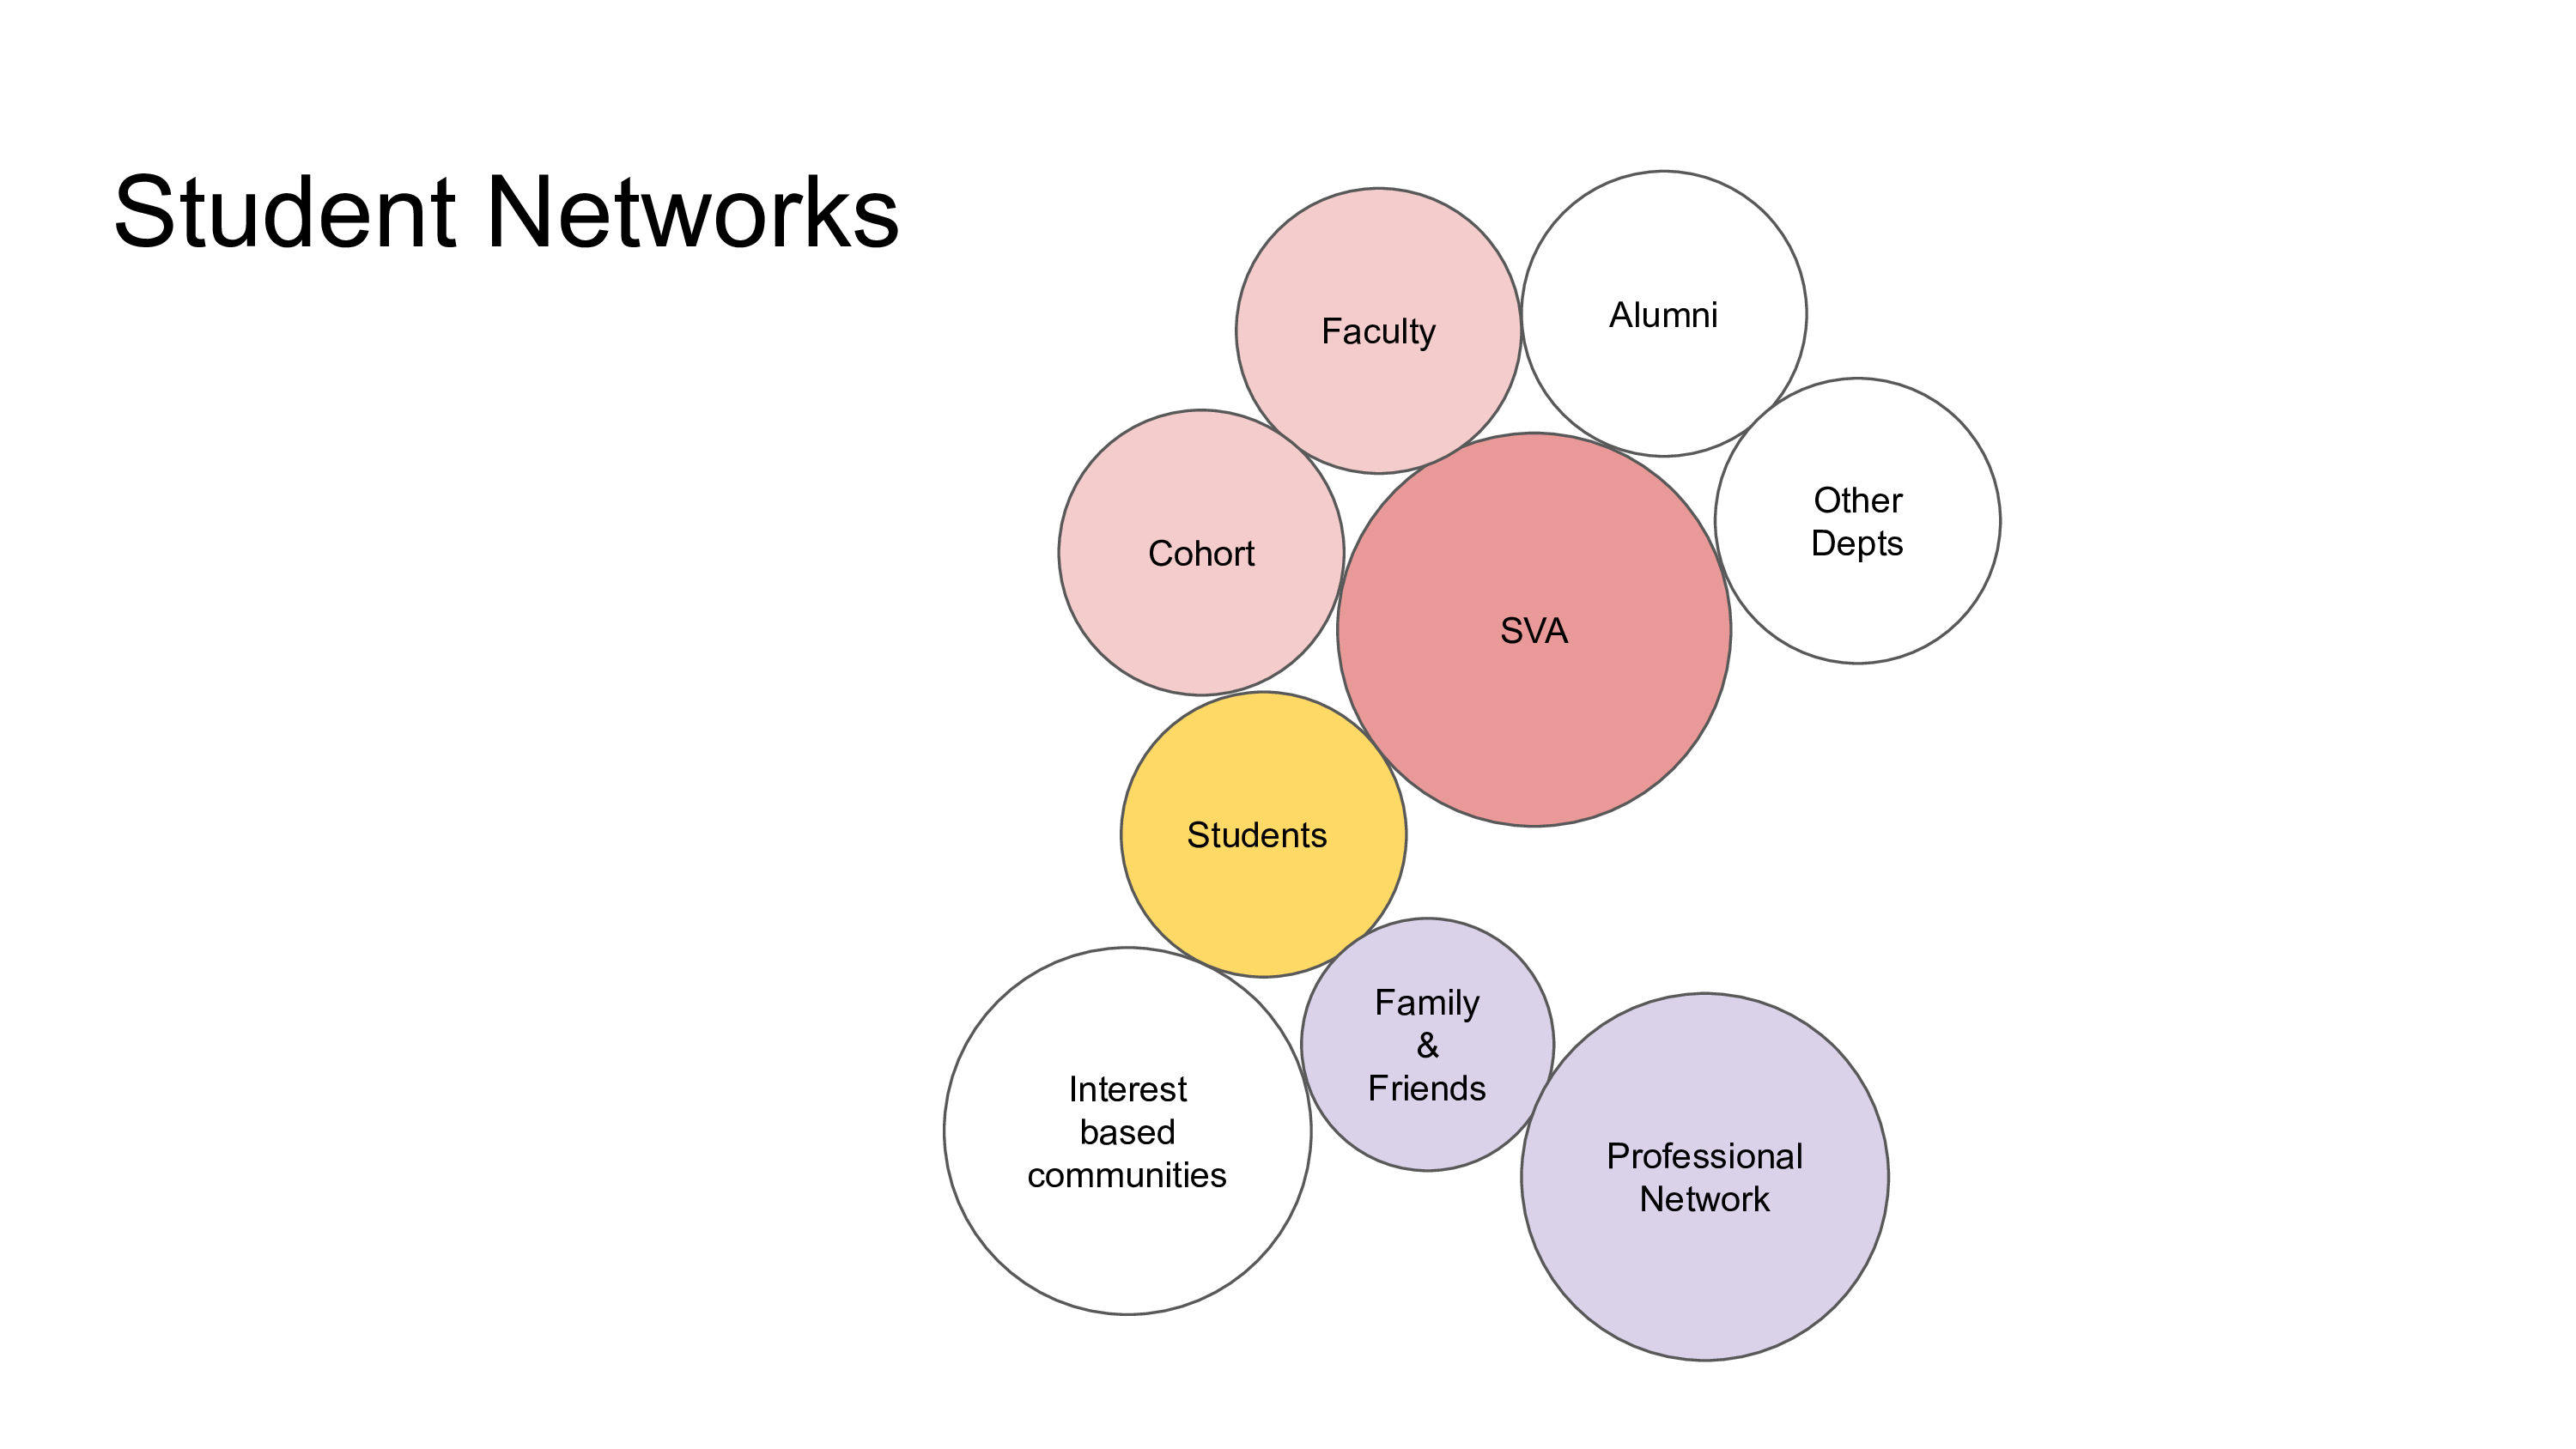 Student Networks
Faculty
Alumni
Other
Depts
Cohort
SVA
Students
Family
&
Friends
Interest
based
communities
Professional
Network